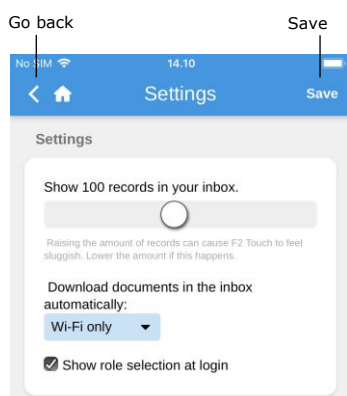 Go back Save
No SIM 14.10
Settings Save
Settings
Show 100 records in your inbox.
Raising the amount of records can cause F2 Touch to feel
sluggish. Lower the amount if this happens.
Download documents in the inbox
automatically:
Wi-Fi only
Show role selection at login